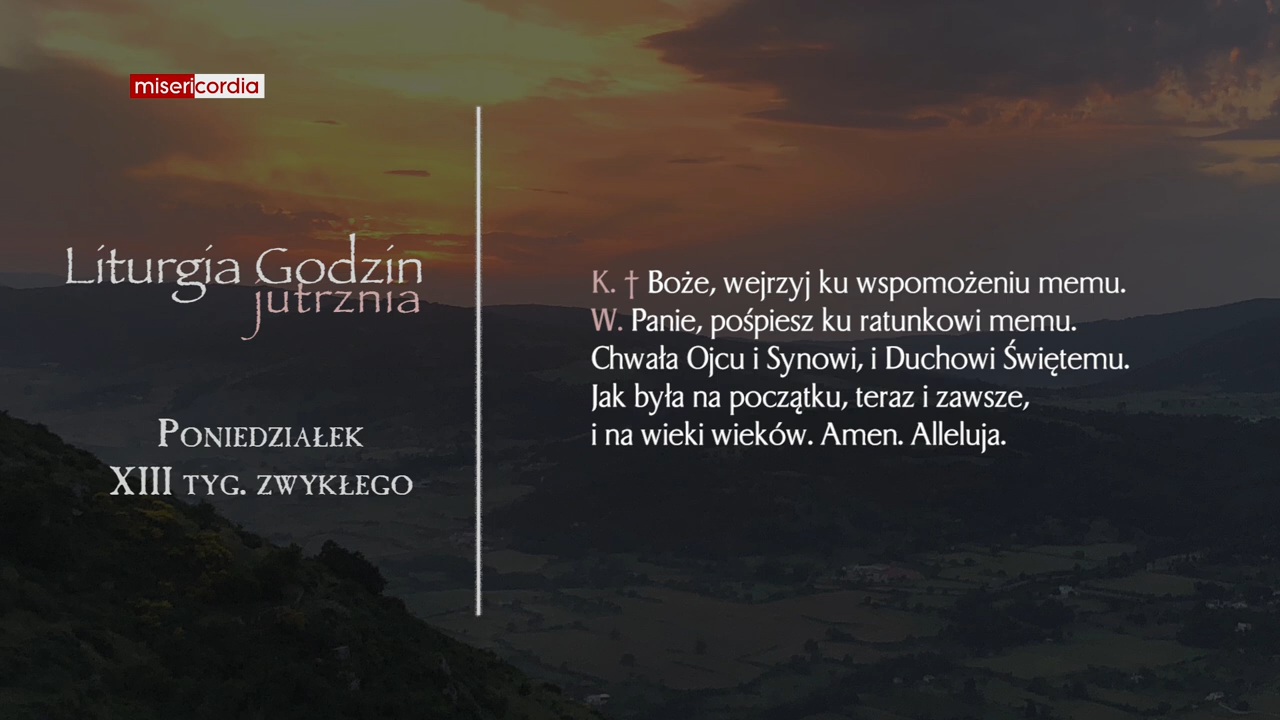 misericordia
Liturgia Godzin
jutrznia
Poniedziałek
XIII tyg. zwykłego
K. † Boże, wejrzyj ku wspomożeniu memu.
W. Panie, pośpiesz ku ratunkowi memu.
Chwała Ojcu i Synowi, i Duchowi Świętemu.
Jak była na początku, teraz i zawsze,
i na wieki wieków. Amen. Alleluja.